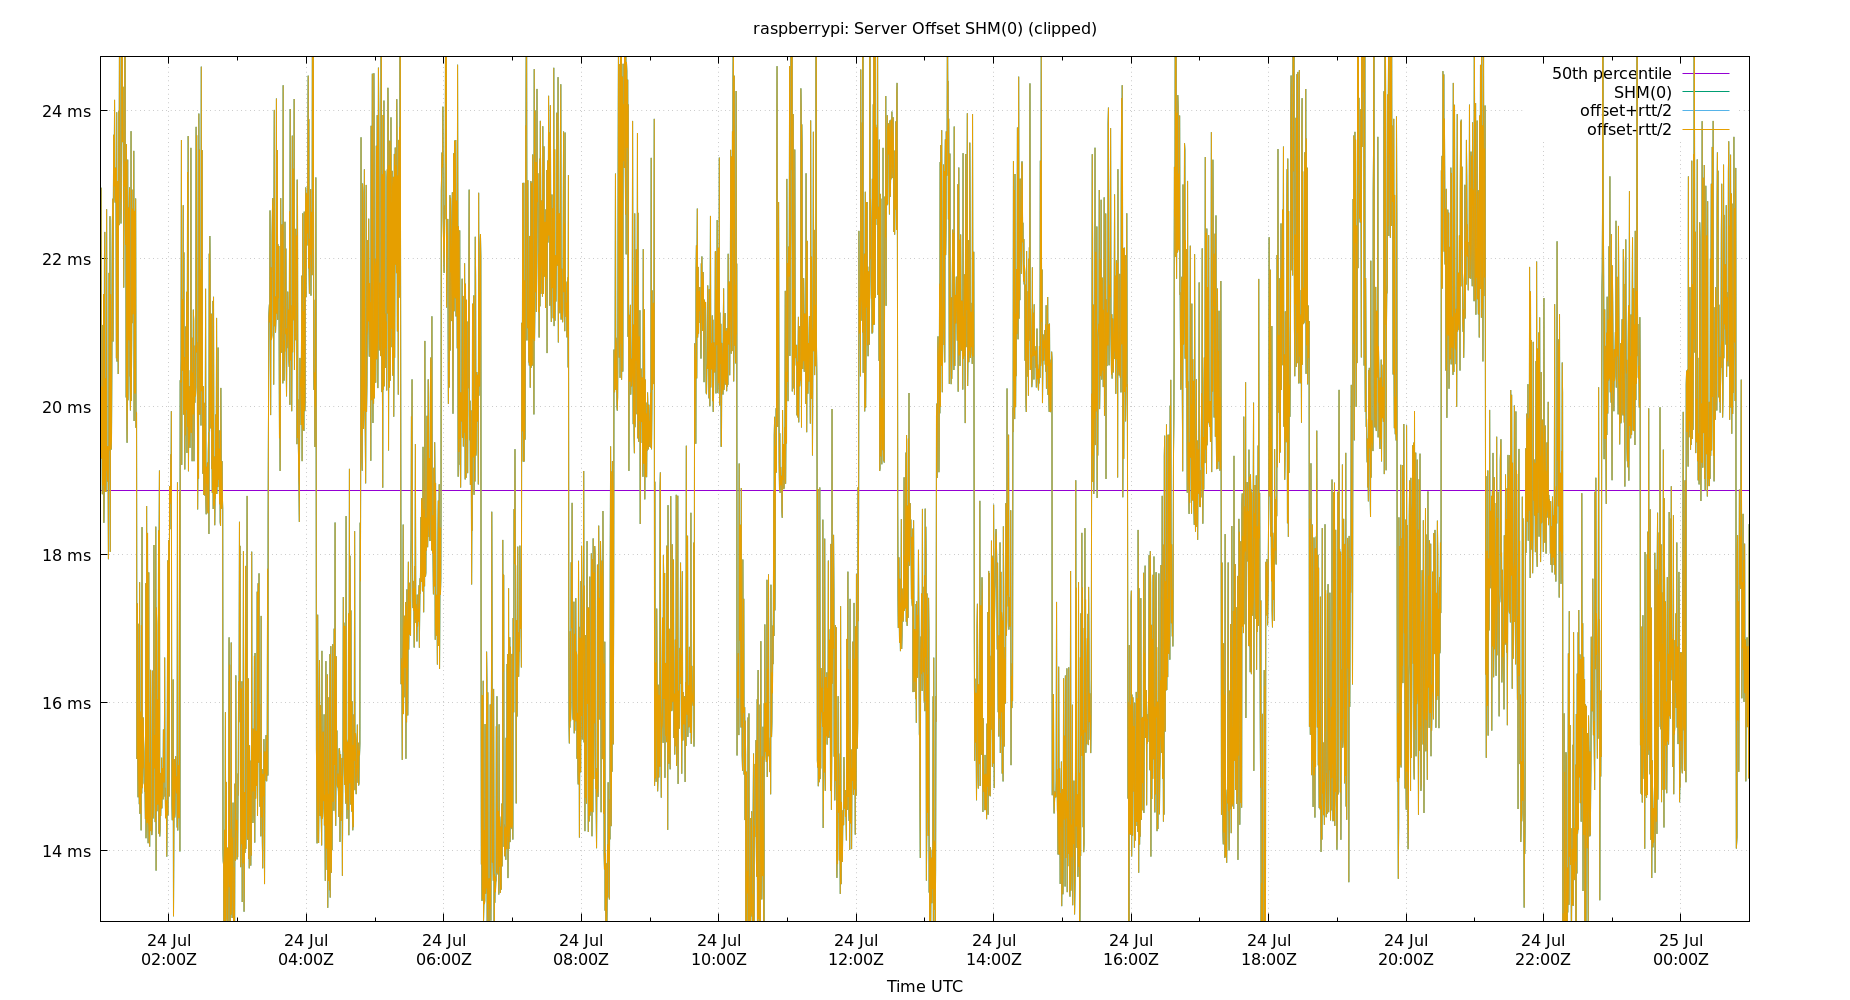 raspberrypi: Server Offset SHM(0) (clipped)
50th percentile
SHM(0)
offset+rtt/2
offset-rtt/2
24 ms
22 ms
20 ms
18 ms
16 ms
14 ms
24 Jul 24 Jul 24 Jul 24 Jul 24 Jul 24 Jul 24 Jul 24 Jul 24 Jul 24 Jul 24 Jul 25 Jul
02:00Z 04:00Z 06:00Z 08:00Z 10:00Z 12:00Z 14:00Z 16:00Z 18:00Z 20:00Z 22:00Z 00:00Z
Time UTC